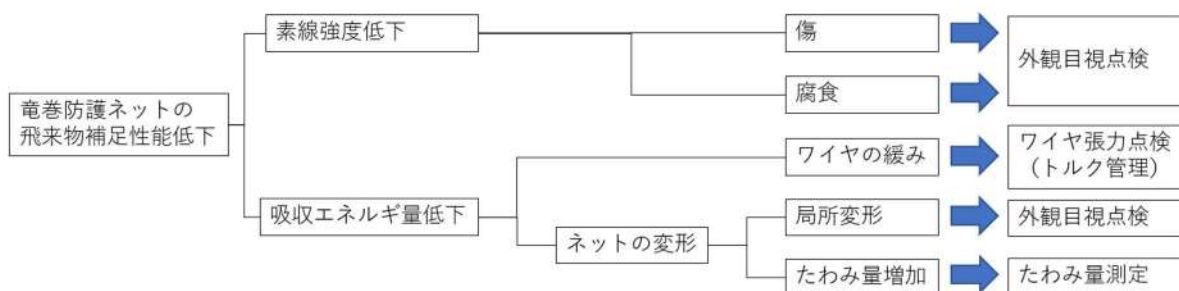 素線強度低下
傷
外観目視点検
腐食
竜巻防護ネットの
飛来物補足性能低下
ワイヤの緩み
ワイヤ張力点検
（トルク管理）
吸収エネルギ量低下
局所変形
外観目視点検
ネットの変形
たわみ量増加
たわみ量測定